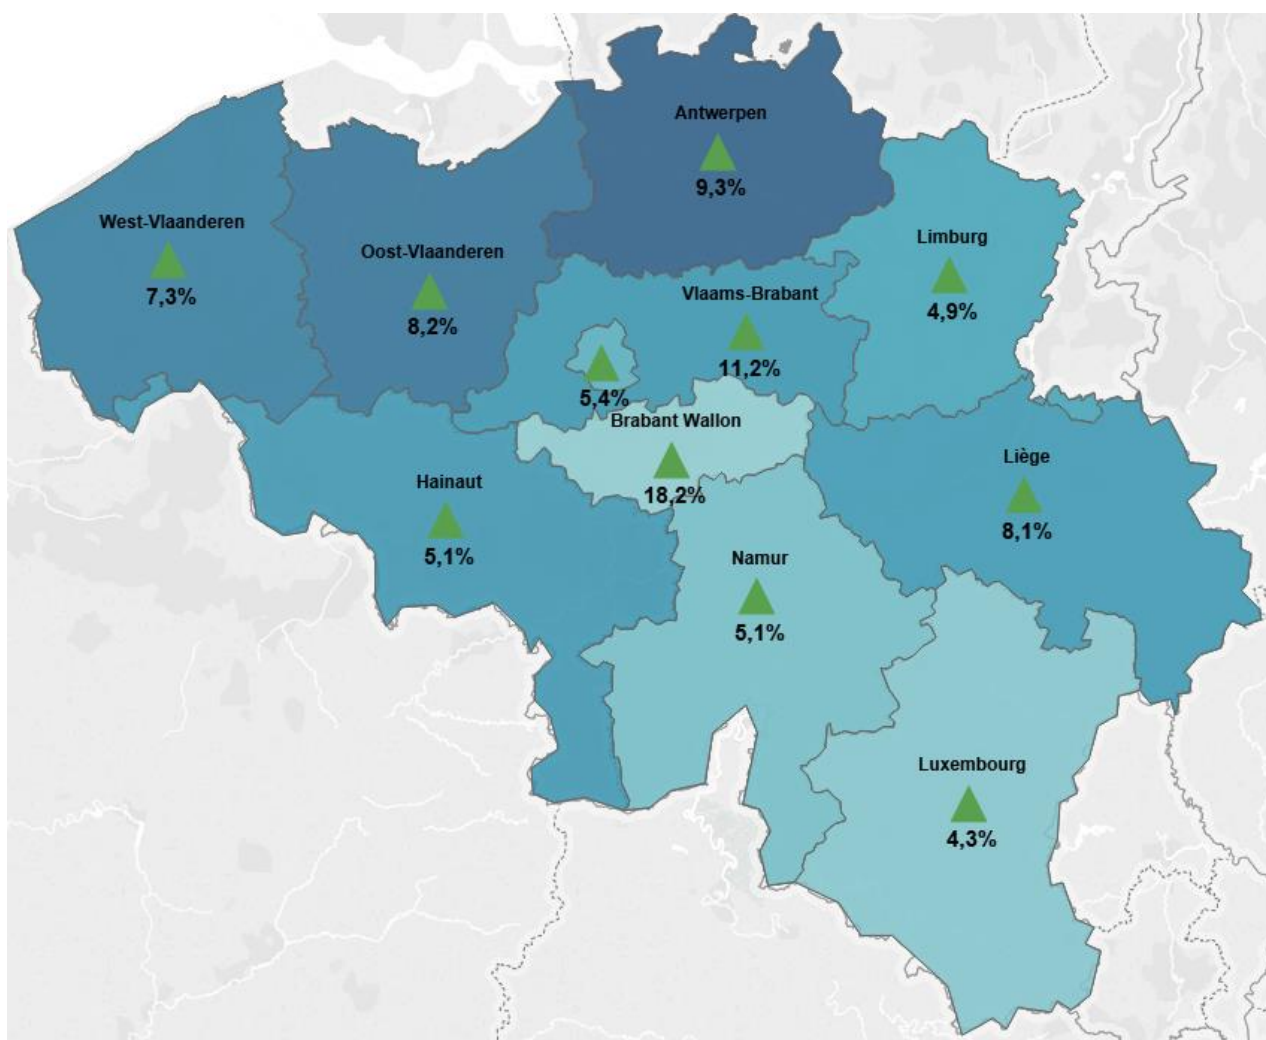 Antwerpen
9,3%
West-Vlaanderen
7,3%
Oost-Vlaanderen
8,2%
Limburg
4,9%
Vlaams-Brabant
11,2%
5,4%
Brabant Wallon
18,2%
Liège
8,1%
Hainaut
5,1%
Namur
5,1%
Luxembourg
4,3%